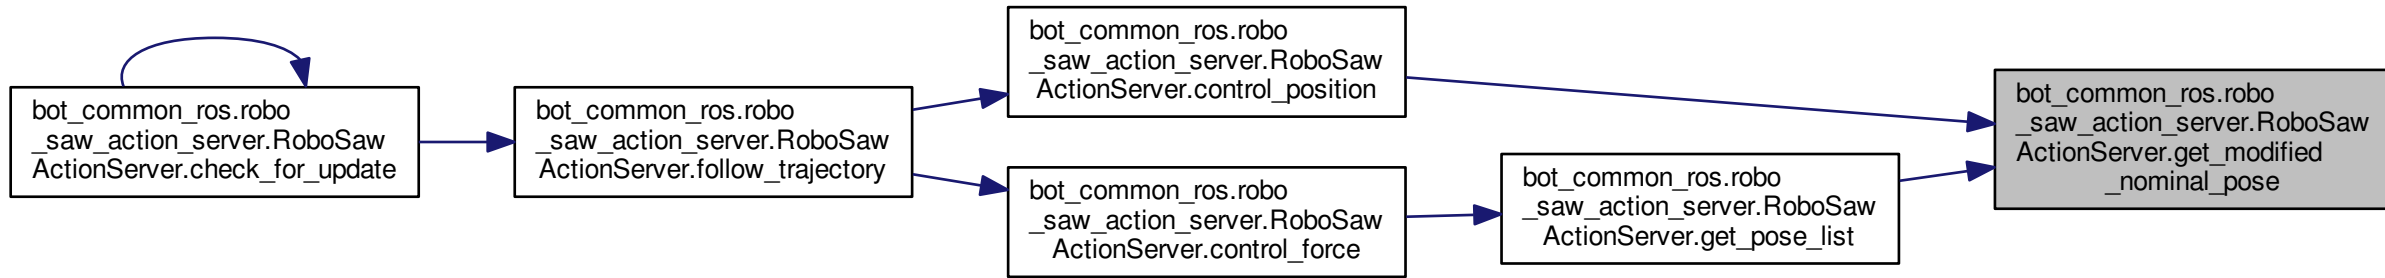 bot_common_ros.robo
_saw_action_server.RoboSaw
ActionServer.check_for_update
bot_common_ros.robo
_saw_action_server.RoboSaw
ActionServer.follow_trajectory
bot_common_ros.robo
_saw_action_server.RoboSaw
ActionServer.control_position
bot_common_ros.robo
_saw_action_server.RoboSaw
ActionServer.control_force
bot_common_ros.robo
_saw_action_server.RoboSaw
ActionServer.get_pose_list
bot_common_ros.robo
_saw_action_server.RoboSaw
ActionServer.get_modified
_nominal_pose